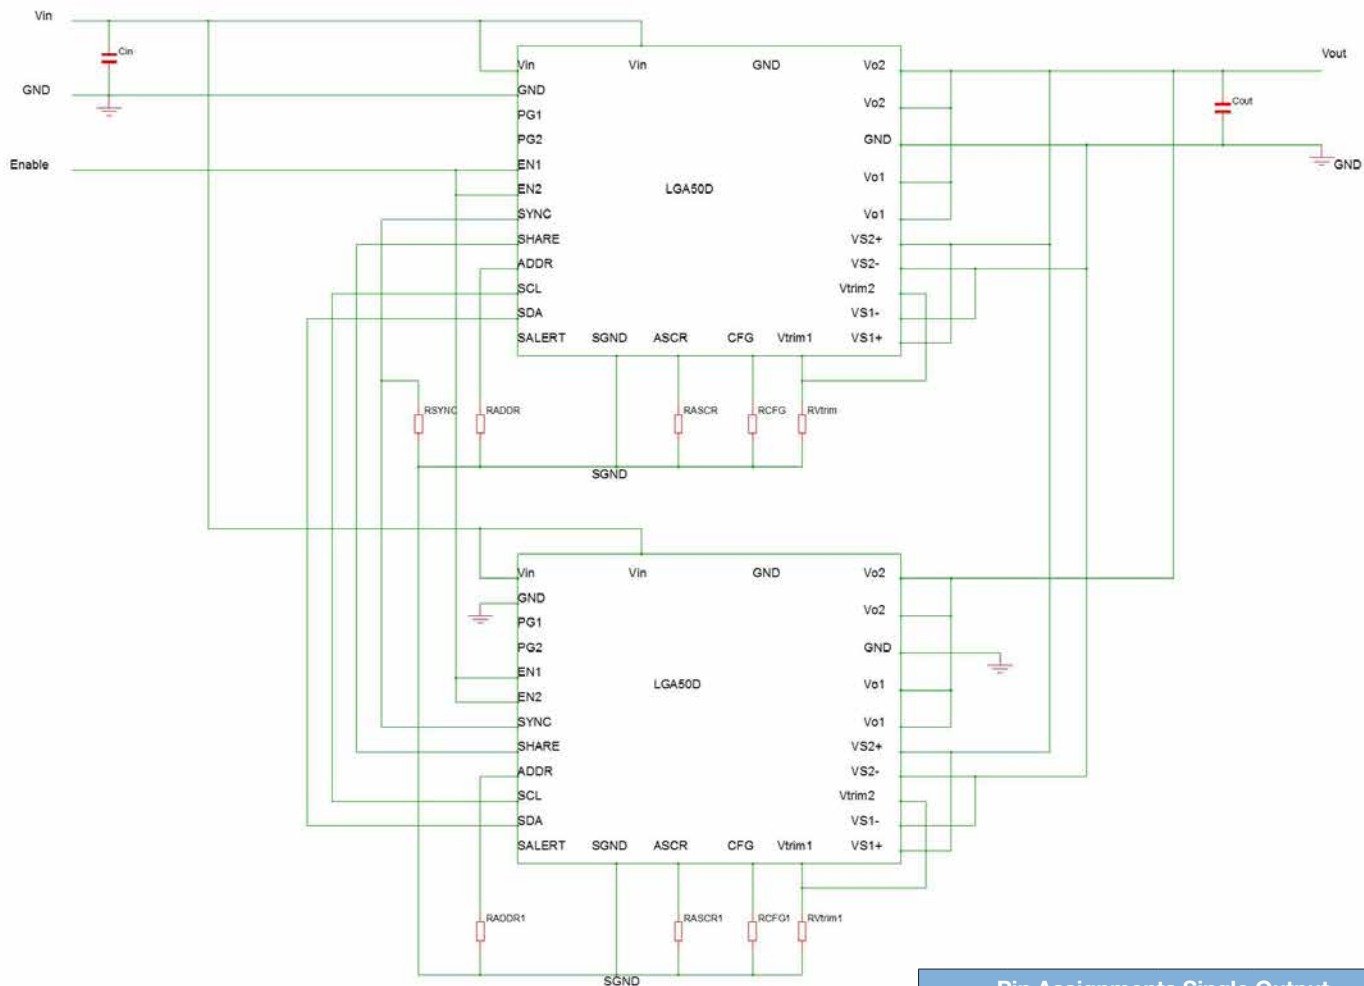 Vin
Cin
GND
Enable
Vin
GND
PG1
PG2
EN1
EN2
SYNC
SHARE
ADDR
SCL
SDA
SALERT
SGND
ASCR
CFG
Vtrim1
Vin
GND
LGA50D
Vo2
Vo2
GND
Vo1
Vo1
VS2+
VS2-
Vtrim2
VS1-
VS1+
Vout
Cout
GND
RSYNC
RADDR
RASCR
RCFG
RVtrim
SGND
Vin
GND
PG1
PG2
EN1
EN2
SYNC
SHARE
ADDR
SCL
SDA
SALERT
SGND
ASCR
CFG
Vtrim1
Vin
GND
LGA50D
Vo2
Vo2
GND
Vo1
Vo1
VS2+
VS2-
Vtrim2
VS1-
VS1+
RADDR1
RASCR1
RCFG1
RVtrim1
SGND
Pin Assignments Single Output